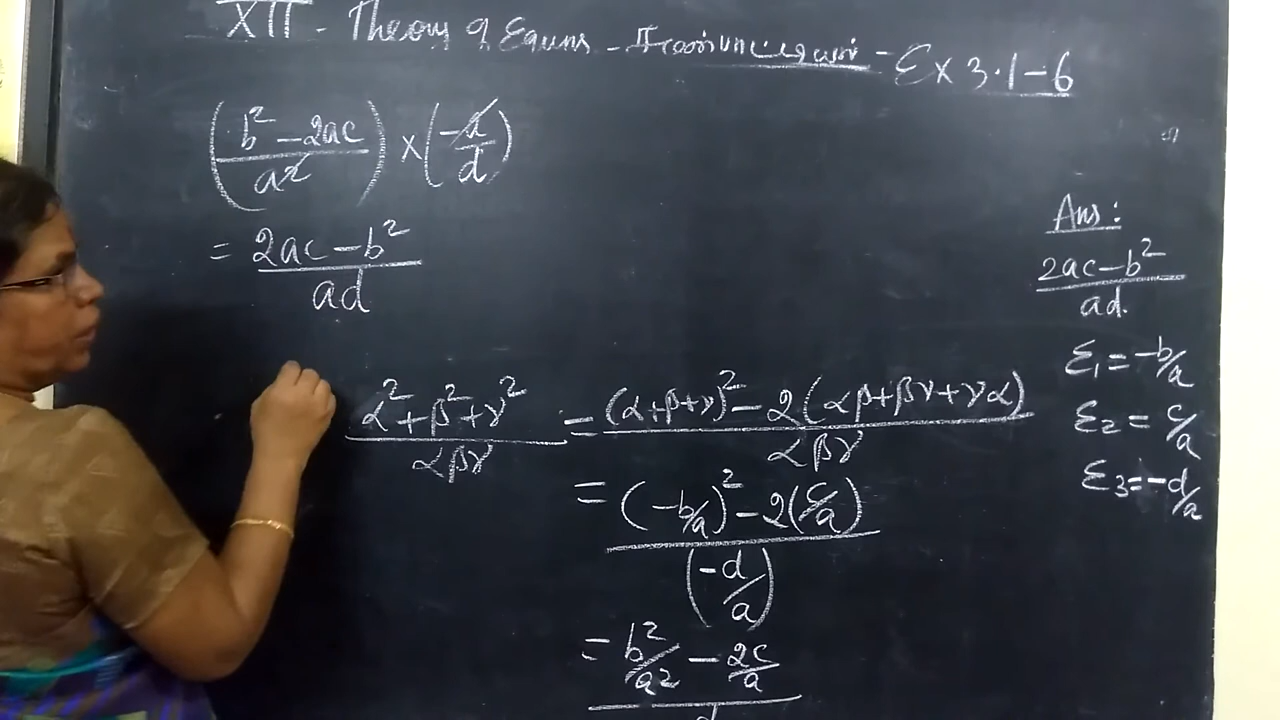 XII - Theory of Equns - - Ex 3.1-6
(b² - 2ac / a²) × (-a / d)
= 2ac - b² / ad
Ans:
2ac - b² / ad.
Σ₁ = -b/a
Σ₂ = c/a
Σ₃ = -d/a
α² + β² + γ² / αβγ = (α+β+γ)² - 2(αβ+βγ+γα) / αβγ
= (-b/a)² - 2(c/a) / (-d/a)
= b²/a² - 2c/a / d